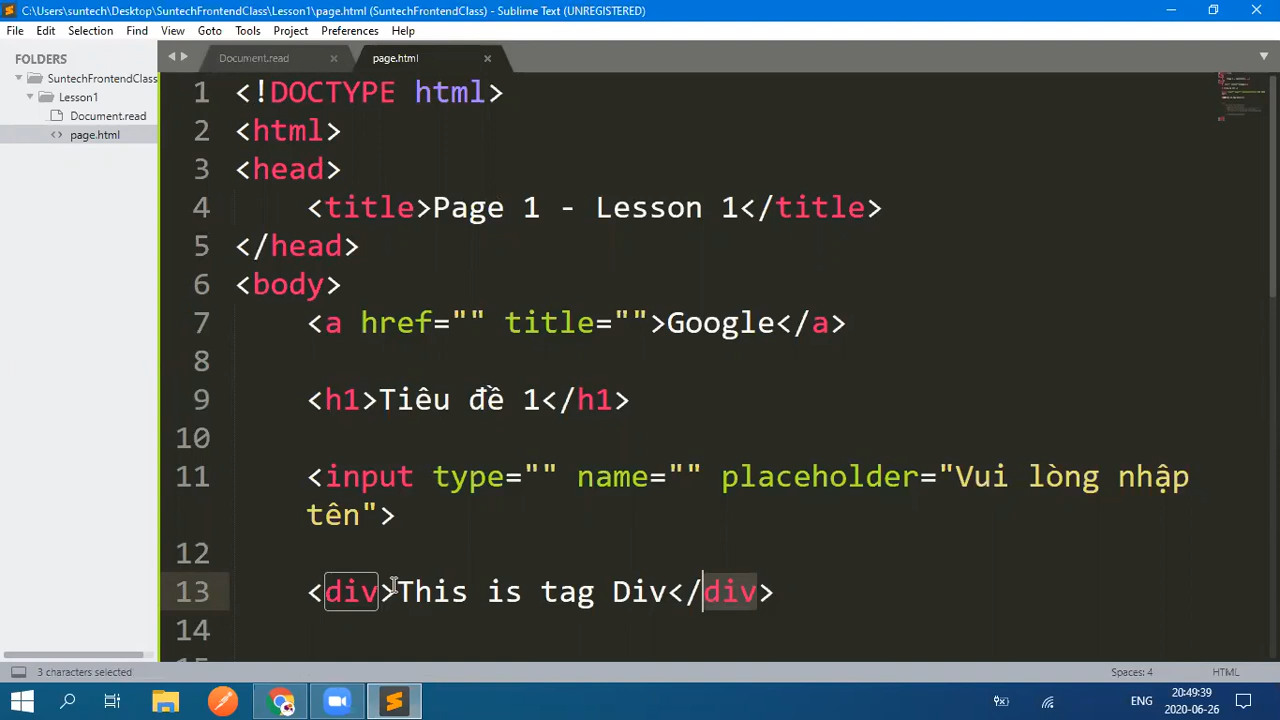 C:\Users\suntech\Desktop\SuntechFrontendClass\Lesson1\page.html (SuntechFrontendClass) - Sublime Text (UNREGISTERED)
File Edit Selection Find View Goto Tools Project Preferences Help
FOLDERS
SuntechFrontendClass
Lesson1
Document.read
page.html
Document.read page.html
1 <!DOCTYPE html>
2 <html>
3 <head>
4 <title>Page 1 - Lesson 1</title>
5 </head>
6 <body>
7 <a href="" title="">Google</a>
8
9 <h1>Tiêu đề 1</h1>
10
11 <input type="" name="" placeholder="Vui lòng nhập
tên">
12
13 <div>This is tag Div</div>
14
3 characters selected
Spaces: 4
HTML
ENG
20:49:39
2020-06-26